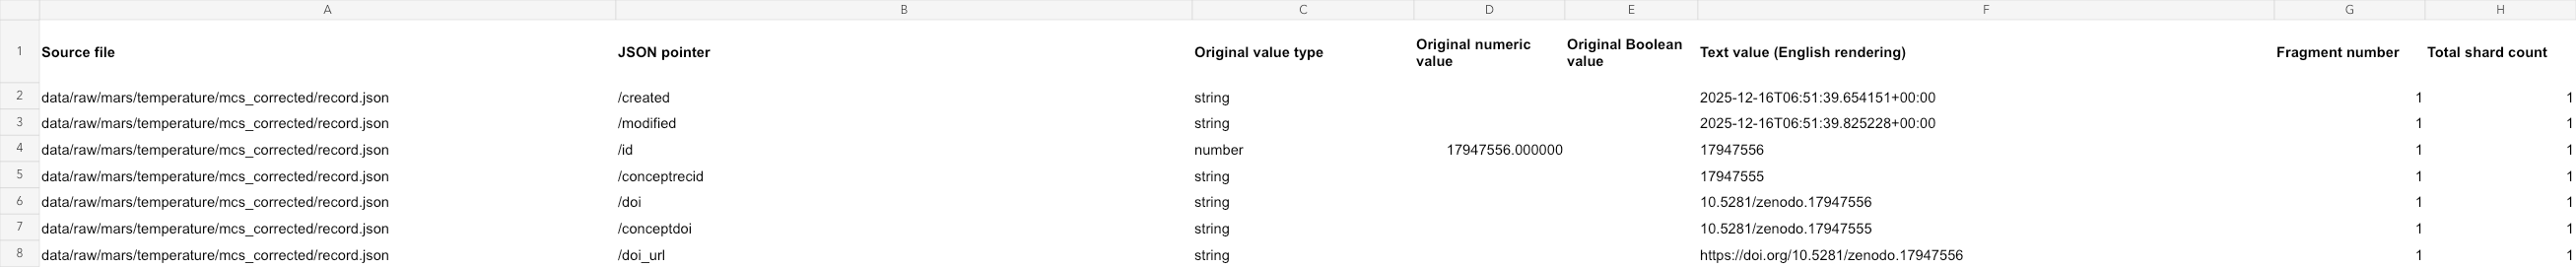 A B C D E F G H
1 Source file JSON pointer Original value type Original numeric value Original Boolean value Text value (English rendering) Fragment number Total shard count
2 data/raw/mars/temperature/mcs_corrected/record.json /created string 2025-12-16T06:51:39.654151+00:00 1 1
3 data/raw/mars/temperature/mcs_corrected/record.json /modified string 2025-12-16T06:51:39.825228+00:00 1 1
4 data/raw/mars/temperature/mcs_corrected/record.json /id number 17947556.000000 17947556 1 1
5 data/raw/mars/temperature/mcs_corrected/record.json /conceptrecid string 17947555 1 1
6 data/raw/mars/temperature/mcs_corrected/record.json /doi string 10.5281/zenodo.17947556 1 1
7 data/raw/mars/temperature/mcs_corrected/record.json /conceptdoi string 10.5281/zenodo.17947555 1 1
8 data/raw/mars/temperature/mcs_corrected/record.json /doi_url string https://doi.org/10.5281/zenodo.17947556 1 1